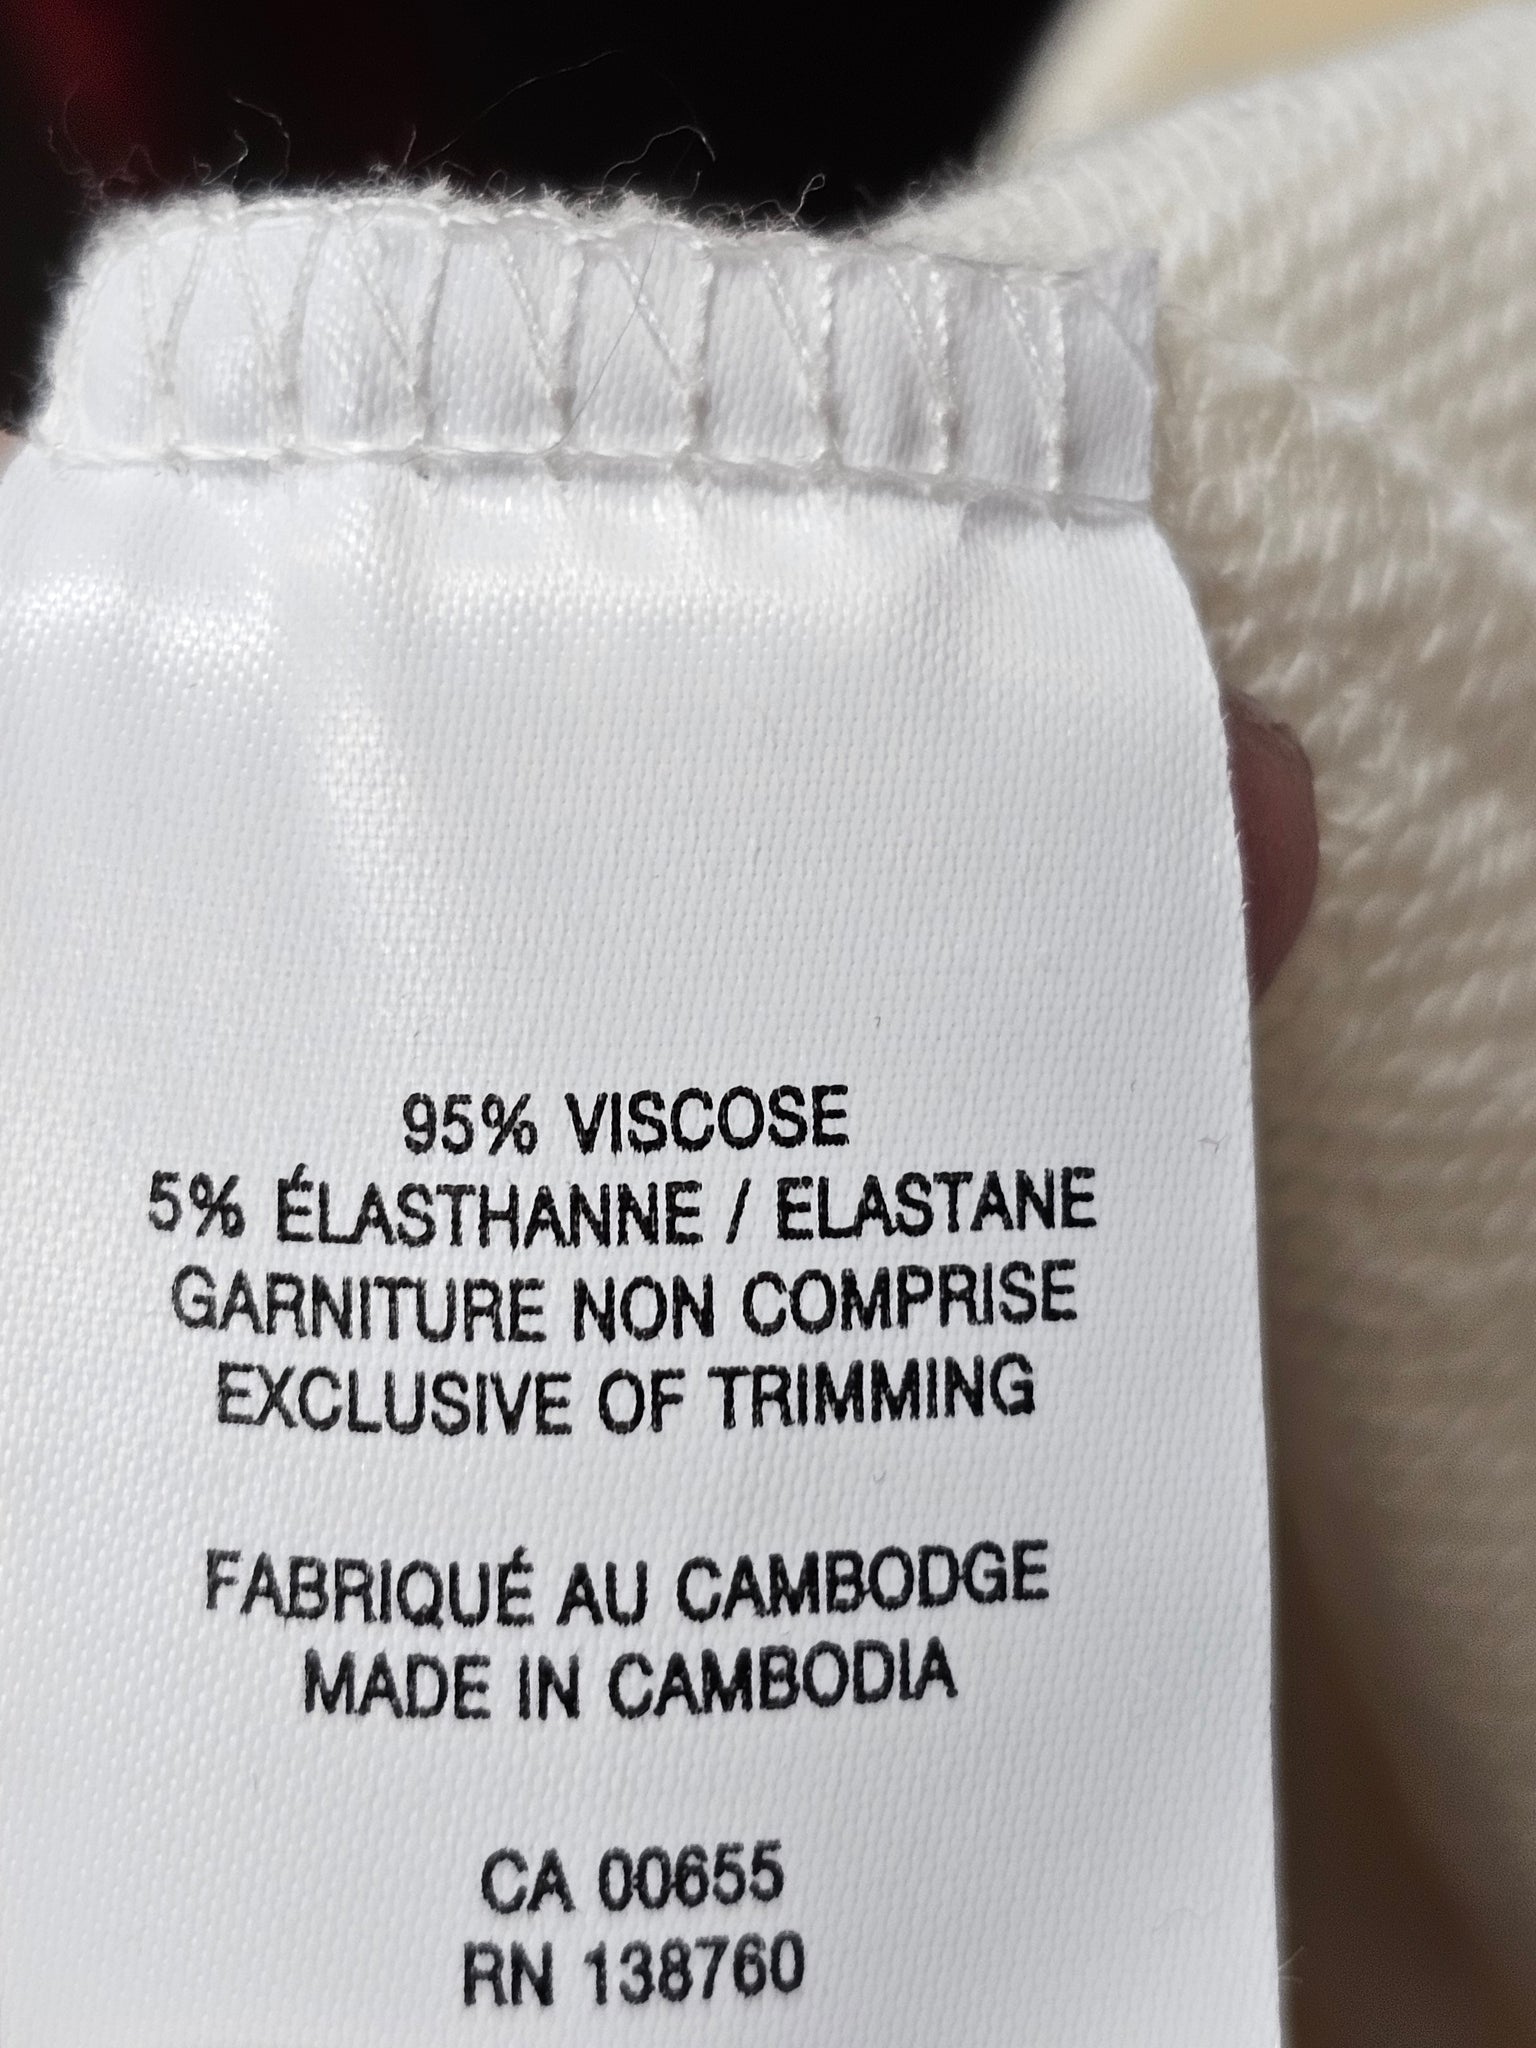 95% VISCOSE
5% ÉLASTHANNE / ELASTANE
GARNITURE NON COMPRISE
EXCLUSIVE OF TRIMMING
FABRIQUÉ AU CAMBODGE
MADE IN CAMBODIA
CA 00655
RN 138760